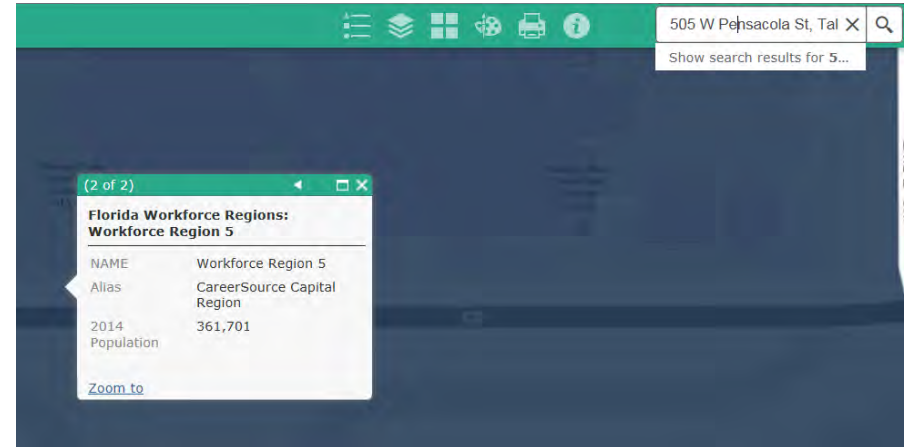 505 W Pensacola St, Tal
Show search results for 5...
(2 of 2)
Florida Workforce Regions:
Workforce Region 5
NAME Workforce Region 5
Alias CareerSource Capital
Region
2014 361,701
Population
Zoom to